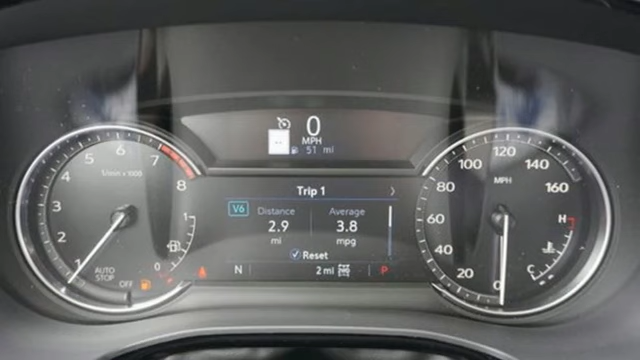 0
MPH
51 mi
Trip 1
V6
Distance
Average
2.9
3.8
mi
mpg
Reset
N
2 mi
P
1
2
3
4
5
6
7
8
1/min x 1000
AUTO
STOP
OFF
1
0
0
20
40
60
80
100
120
140
160
MPH
H
C